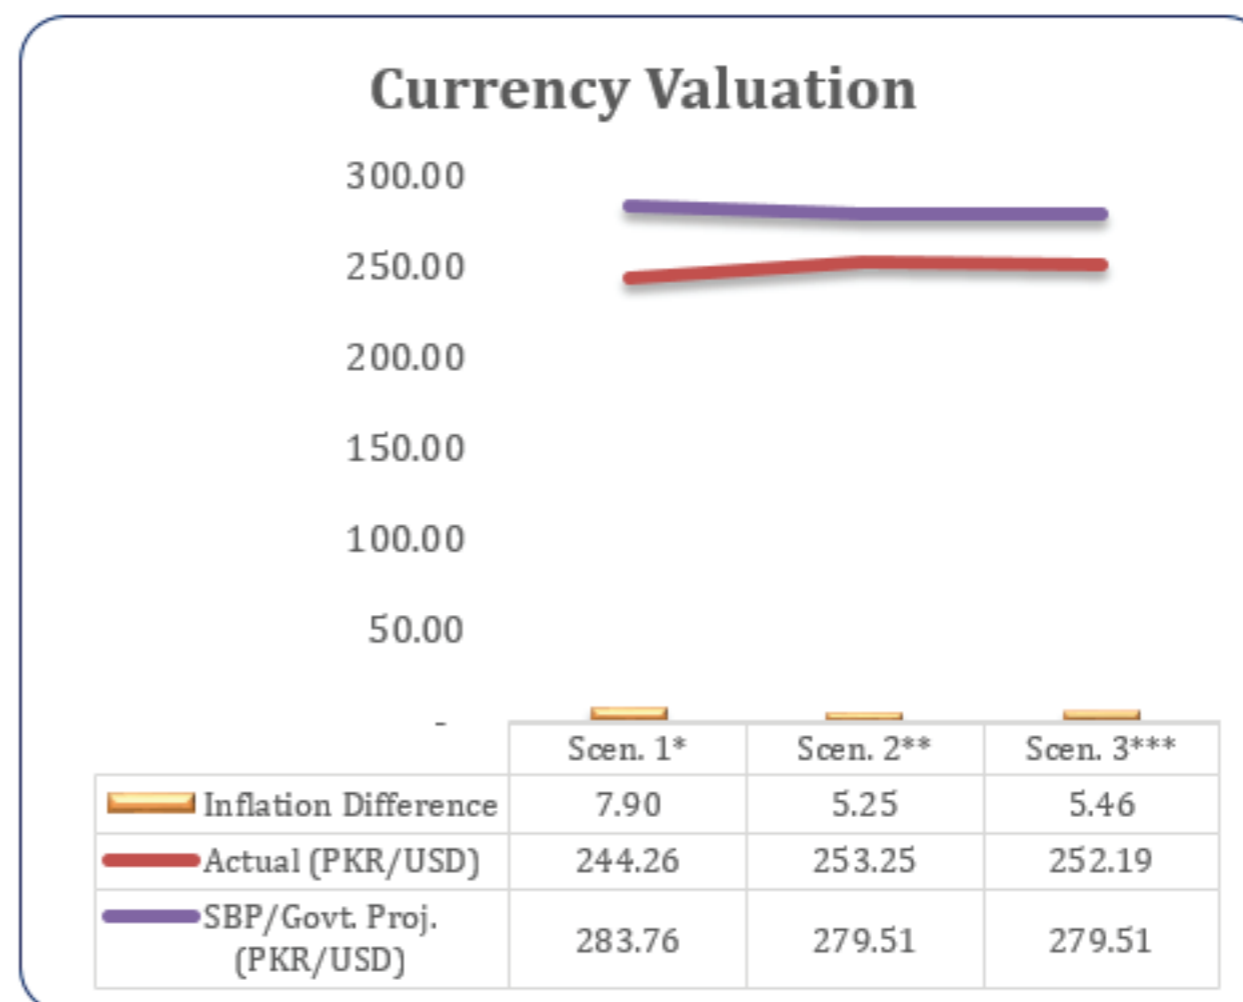 Currency Valuation
300.00
250.00
200.00
150.00
100.00
50.00
-
Scen. 1* Scen. 2** Scen. 3***
Inflation Difference 7.90 5.25 5.46
Actual (PKR/USD) 244.26 253.25 252.19
SBP/Govt. Proj.
(PKR/USD) 283.76 279.51 279.51